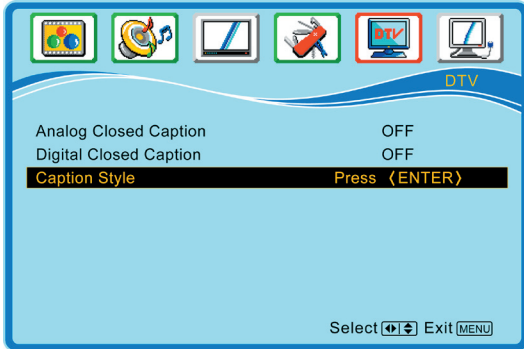 DTV
DTV
Analog Closed Caption OFF
Digital Closed Caption OFF
Caption Style Press 〈ENTER〉
Select Exit MENU